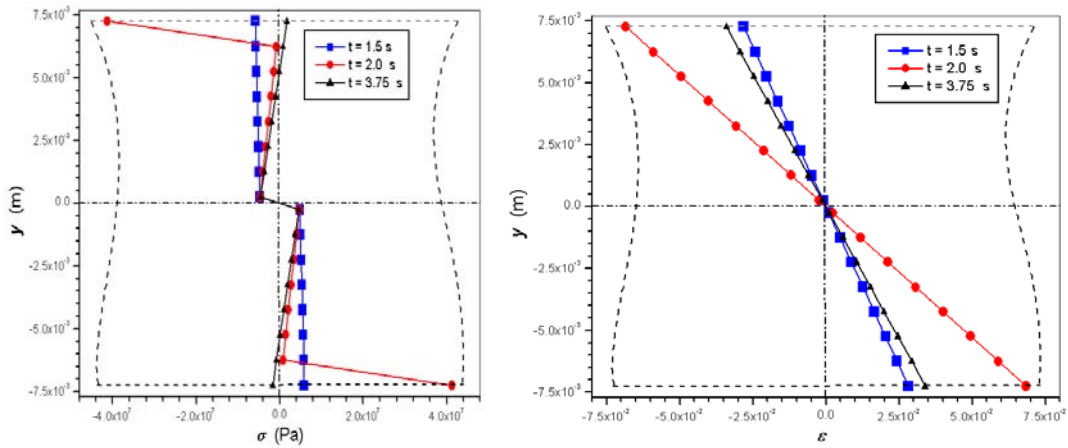 7.5x10⁻³
5.0x10⁻³
2.5x10⁻³
0.0
-2.5x10⁻³
-5.0x10⁻³
-7.5x10⁻³
y (m)
t = 1.5 s
t = 2.0 s
t = 3.75 s
-4.0x10⁷
-2.0x10⁷
0.0
2.0x10⁷
4.0x10⁷
σ (Pa)
7.5x10⁻³
5.0x10⁻³
2.5x10⁻³
0.0
-2.5x10⁻³
-5.0x10⁻³
-7.5x10⁻³
y (m)
t = 1.5 s
t = 2.0 s
t = 3.75 s
-7.5x10⁻²
-5.0x10⁻²
-2.5x10⁻²
0.0
2.5x10⁻²
5.0x10⁻²
7.5x10⁻²
ε